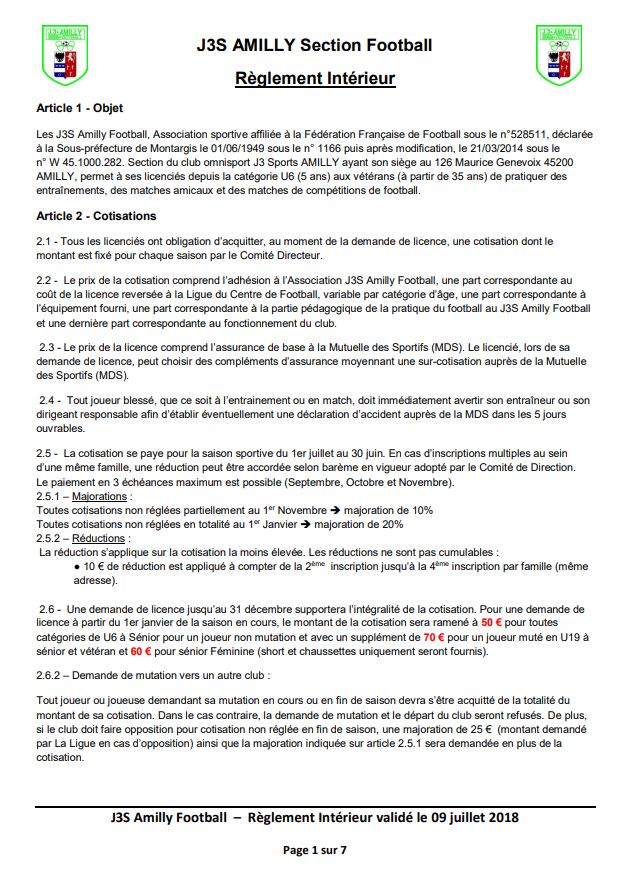 J3S AMILLY
J3S AMILLY
J3S AMILLY Section Football
Règlement Intérieur
Article 1 - Objet
Les J3S Amilly Football, Association sportive affiliée à la Fédération Française de Football sous le n°528511, déclarée
à la Sous-préfecture de Montargis le 01/06/1949 sous le n° 1166 puis après modification, le 21/03/2014 sous le
n° W 45.1000.282. Section du club omnisport J3 Sports AMILLY ayant son siège au 126 Maurice Genevoix 45200
AMILLY, permet à ses licenciés depuis la catégorie U6 (5 ans) aux vétérans (à partir de 35 ans) de pratiquer des
entraînements, des matches amicaux et des matches de compétitions de football.
Article 2 - Cotisations
2.1 - Tous les licenciés ont obligation d’acquitter, au moment de la demande de licence, une cotisation dont le
montant est fixé pour chaque saison par le Comité Directeur.
2.2 - Le prix de la cotisation comprend l’adhésion à l’Association J3S Amilly Football, une part correspondante au
coût de la licence reversée à la Ligue du Centre de Football, variable par catégorie d’âge, une part correspondante à
l’équipement fourni, une part correspondante à la partie pédagogique de la pratique du football au J3S Amilly Football
et une dernière part correspondante au fonctionnement du club.
2.3 - Le prix de la licence comprend l’assurance de base à la Mutuelle des Sportifs (MDS). Le licencié, lors de sa
demande de licence, peut choisir des compléments d’assurance moyennant une sur-cotisation auprès de la Mutuelle
des Sportifs (MDS).
2.4 - Tout joueur blessé, que ce soit à l’entrainement ou en match, doit immédiatement avertir son entraîneur ou son
dirigeant responsable afin d’établir éventuellement une déclaration d’accident auprès de la MDS dans les 5 jours
ouvrables.
2.5 - La cotisation se paye pour la saison sportive du 1er juillet au 30 juin. En cas d’inscriptions multiples au sein
d’une même famille, une réduction peut être accordée selon barème en vigueur adopté par le Comité de Direction.
Le paiement en 3 échéances maximum est possible (Septembre, Octobre et Novembre).
2.5.1 – Majorations :
Toutes cotisations non réglées partiellement au 1er Novembre ➔ majoration de 10%
Toutes cotisations non réglées en totalité au 1er Janvier ➔ majoration de 20%
2.5.2 – Réductions :
La réduction s’applique sur la cotisation la moins élevée. Les réductions ne sont pas cumulables :
● 10 € de réduction est appliqué à compter de la 2ème inscription jusqu’à la 4ème inscription par famille (même
adresse).
2.6 - Une demande de licence jusqu’au 31 décembre supportera l’intégralité de la cotisation. Pour une demande de
licence à partir du 1er janvier de la saison en cours, le montant de la cotisation sera ramené à 50 € pour toutes
catégories de U6 à Sénior pour un joueur non mutation et avec un supplément de 70 € pour un joueur muté en U19 à
sénior et vétéran et 60 € pour sénior Féminine (short et chaussettes uniquement seront fournis).
2.6.2 – Demande de mutation vers un autre club :
Tout joueur ou joueuse demandant sa mutation en cours ou en fin de saison devra s’être acquitté de la totalité du
montant de sa cotisation. Dans le cas contraire, la demande de mutation et le départ du club seront refusés. De plus,
si le club doit faire opposition pour cotisation non réglée en fin de saison, une majoration de 25 € (montant demandé
par La Ligue en cas d’opposition) ainsi que la majoration indiquée sur article 2.5.1 sera demandée en plus de la
cotisation.
J3S Amilly Football – Règlement Intérieur validé le 09 juillet 2018
Page 1 sur 7